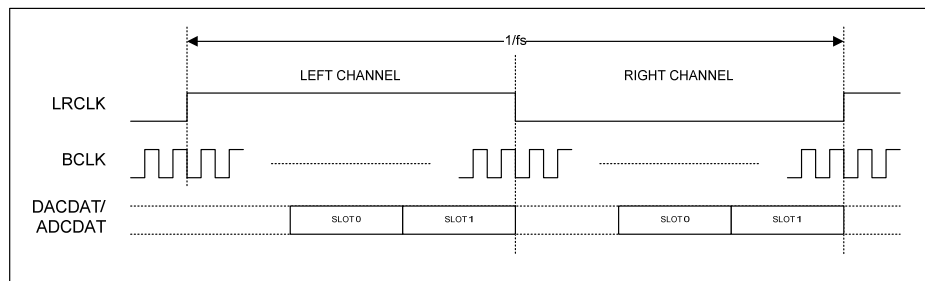 1/fs
LEFT CHANNEL
RIGHT CHANNEL
LRCLK
BCLK
DACDAT/
ADCDAT
SLOT 0
SLOT 1
SLOT 0
SLOT 1